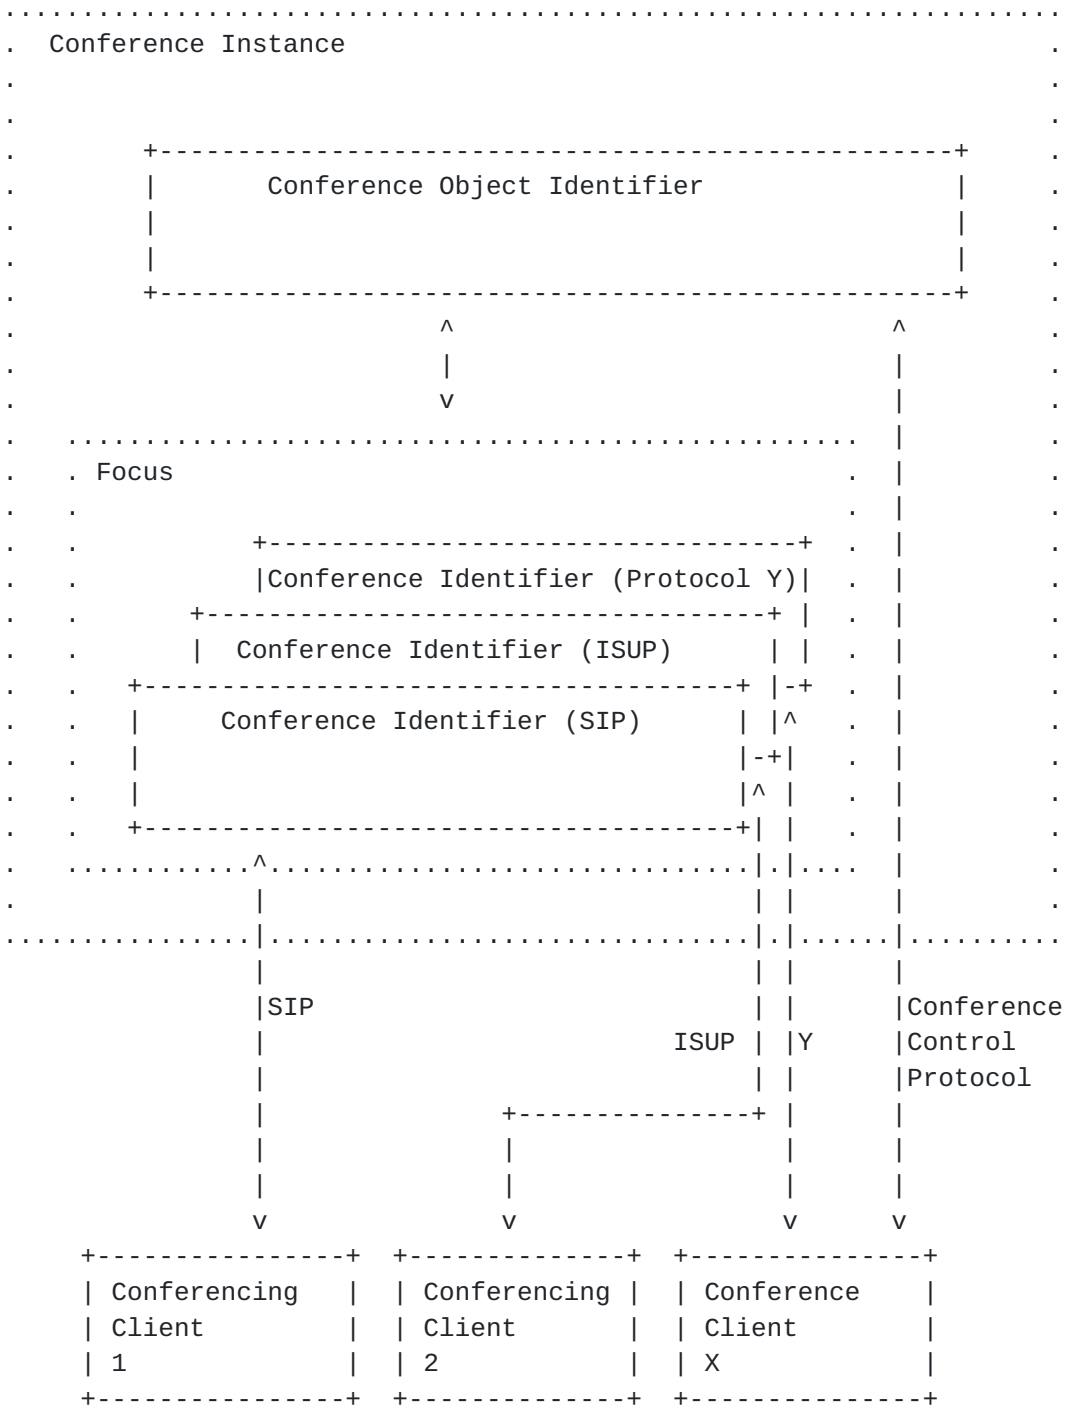 Conference Instance
Conference Object Identifier
Focus
Conference Identifier (Protocol Y)
Conference Identifier (ISUP)
Conference Identifier (SIP)
SIP
Conference
ISUP
Y
Control
Protocol
Conferencing
Client
1
Conferencing
Client
2
Conference
Client
X